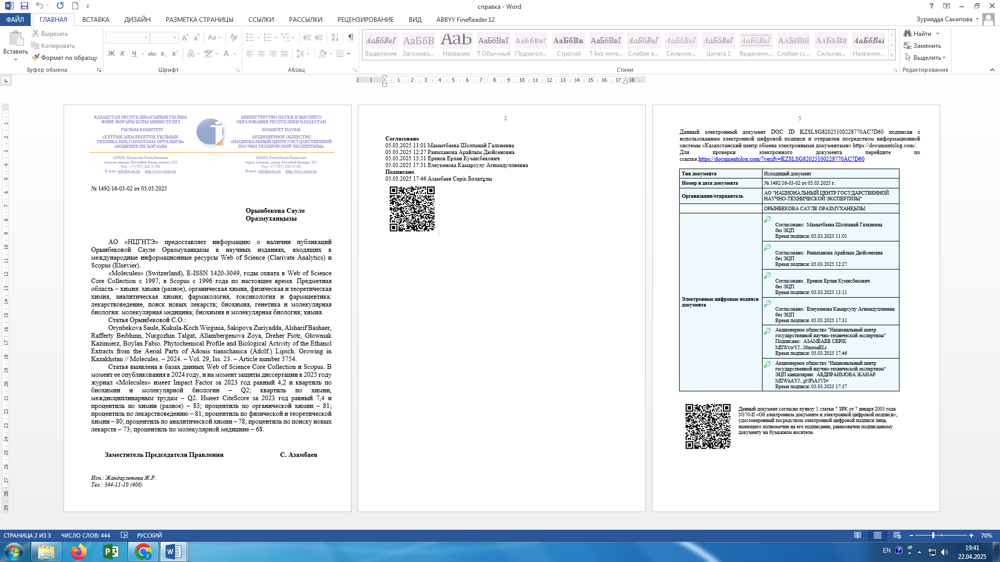 справка - Word
ФАЙЛ ГЛАВНАЯ ВСТАВКА ДИЗАЙН РАЗМЕТКА СТРАНИЦЫ ССЫЛКИ РАССЫЛКИ РЕЦЕНЗИРОВАНИЕ ВИД ABBYY FineReader 12
Зуриядда Сакипова
Вставить
Вырезать
Копировать
Формат по образцу
Буфер обмена
Шрифт
Абзац
Выделение Заголово... Название ¶ Обычный Подзагол... Строгий ¶ Без инте... Слабое в... Сильное... Цитата 2 Выделенн... Слабая сс... Сильная... Название...
Стили
Найти
Заменить
Выделить
Редактирование
ҚАЗАҚСТАН РЕСПУБЛИКАСЫНЫҢ ҒЫЛЫМ
ЖӘНЕ ЖОҒАРЫ БІЛІМ МИНИСТРЛІГІ
ҒЫЛЫМ КОМИТЕТІ
«ҰЛТТЫҚ МЕМЛЕКЕТТІК ҒЫЛЫМИ-
ТЕХНИКАЛЫҚ САРАПТАМА ОРТАЛЫҒЫ»
АКЦИОНЕРЛІК ҚОҒАМЫ
МИНИСТЕРСТВО НАУКИ И ВЫСШЕГО
ОБРАЗОВАНИЯ РЕСПУБЛИКИ КАЗАХСТАН
КОМИТЕТ НАУКИ
АКЦИОНЕРНОЕ ОБЩЕСТВО
«НАЦИОНАЛЬНЫЙ ЦЕНТР ГОСУДАРСТВЕННОЙ
НАУЧНО-ТЕХНИЧЕСКОЙ ЭКСПЕРТИЗЫ»
050026, Қазақстан Республикасы
Алматы қаласы, Бөгенбай батыр көшесі, 221
Тел.: +7 (727) 222-11-02
E-mail: info@ncste.kz http://www.ncste.kz
050026, Республика Казахстан
город Алматы, улица Богенбай батыра, 221
Тел.: +7 (727) 222-11-02
E-mail: info@ncste.kz http://www.ncste.kz
№ 1492/16-03-02 от 05.03.2025
Орынбекова Сауле
Оразмуханқызы
АО «НЦГНТЭ» предоставляет информацию о наличии публикаций
Орынбековой Сауле Оразмуханқызы в научных изданиях, входящих в
международные информационные ресурсы Web of Science (Clarivate Analytics) и
Scopus (Elsevier).
«Molecules» (Switzerland), E-ISSN 1420-3049, годы охвата в Web of Science
Core Collection с 1997, в Scopus с 1996 года по настоящее время. Предметная
область – химия: химия (разное), органическая химия, физическая и теоретическая
химия, аналитическая химия; фармакология, токсикология и фармацевтика:
лекарствоведение, поиск новых лекарств; биохимия, генетика и молекулярная
биология: молекулярная медицина; биохимия и молекулярная биология; химия.
Статья Орынбековой С.О.:
Orynbekova Saule, Kukula-Koch Wirginia, Sakipova Zuriyadda, Alsharif Bashaer,
Rafferty Beibhinn, Nurgozhin Talgat, Allambergenova Zoya, Dreher Piotr, Głowniak
Kazimierz, Boylan Fabio. Phytochemical Profile and Biological Activity of the Ethanol
Extracts from the Aerial Parts of Adonis tianschanica (Adolf.) Lipsch. Growing in
Kazakhstan // Molecules. – 2024. – Vol. 29, Iss. 23. – Article number 5754.
Статья выявлена в базах данных Web of Science Core Collection и Scopus. В
момент ее опубликования в 2024 году, и на момент защиты диссертации в 2025 году
журнал «Molecules» имеет Impact Factor за 2023 год равный 4,2 и квартиль по
биохимии и молекулярной биологии – Q2; квартиль по химии,
междисциплинарным трудам – Q2. Имеет CiteScore за 2023 год равный 7,4 и
процентиль по химии (разное) – 83; процентиль по органической химии – 81;
процентиль по лекарствоведению – 81; процентиль по физической и теоретической
химии – 80; процентиль по аналитической химии – 78; процентиль по поиску новых
лекарств – 73; процентиль по молекулярной медицине – 68.
Заместитель Председателя Правления С. Азамбаев
Исп.: Жандаулетова Ж.Р.
Тел.: 344-11-10 (406)
2
Согласовано
05.03.2025 11:01 Мамытбаева Шолпанай Галкиевна
05.03.2025 12:27 Раимханова Арайлым Дюйсеновна
05.03.2025 13:11 Еренов Ерлан Кумисбекович
05.03.2025 17:31 Елеукенова Камарсулу Агимедуллиевна
Подписано
05.03.2025 17:46 Азамбаев Серік Болатұлы
3
Данный электронный документ DOC ID KZSLSG82025100228770AC7D60 подписан с
использованием электронной цифровой подписи и отправлен посредством информационной
системы «Казахстанский центр обмена электронными документами» https://documentolog.com/.
Для проверки электронного документа перейдите по
ссылке:https://documentolog.com/?verify=KZSLSG82025100228770AC7D60
Тип документа Исходящий документ
Номер и дата документа № 1492/16-03-02 от 05.03.2025 г.
Организация/отправитель АО "НАЦИОНАЛЬНЫЙ ЦЕНТР ГОСУДАРСТВЕННОЙ
НАУЧНО-ТЕХНИЧЕСКОЙ ЭКСПЕРТИЗЫ"
ОРЫНБЕКОВА САУЛЕ ОРАЗМУХАНҚЫЗЫ
Электронные цифровые подписи
документа
Согласовано: Мамытбаева Шолпанай Галкиевна
без ЭЦП
Время подписи: 05.03.2025 11:01
Согласовано: Раимханова Арайлым Дюйсеновна
без ЭЦП
Время подписи: 05.03.2025 12:27
Согласовано: Еренов Ерлан Кумисбекович
без ЭЦП
Время подписи: 05.03.2025 13:11
Согласовано: Елеукенова Камарсулу Агимедуллиевна
без ЭЦП
Время подписи: 05.03.2025 17:31
Акционерное общество "Национальный центр
государственной научно-технической экспертизы"
Подписано: АЗАМБАЕВ СЕРІК
MIIWcwYJ...I6mouaELr
Время подписи: 05.03.2025 17:46
Акционерное общество "Национальный центр
государственной научно-технической экспертизы"
ЭЦП канцелярии: АБДИРАИМОВА ЖАНАР
MIIWzAYJ...pNFiA5VI=
Время подписи: 05.03.2025 17:57
Данный документ согласно пункту 1 статьи 7 ЗРК от 7 января 2003 года
N370-II «Об электронном документе и электронной цифровой подписи»,
удостоверенный посредством электронной цифровой подписи лица,
имеющего полномочия на его подписание, равнозначен подписанному
документу на бумажном носителе.
СТРАНИЦА 2 ИЗ 3 ЧИСЛО СЛОВ: 444 РУССКИЙ
70%
EN
19:41
22.04.2025